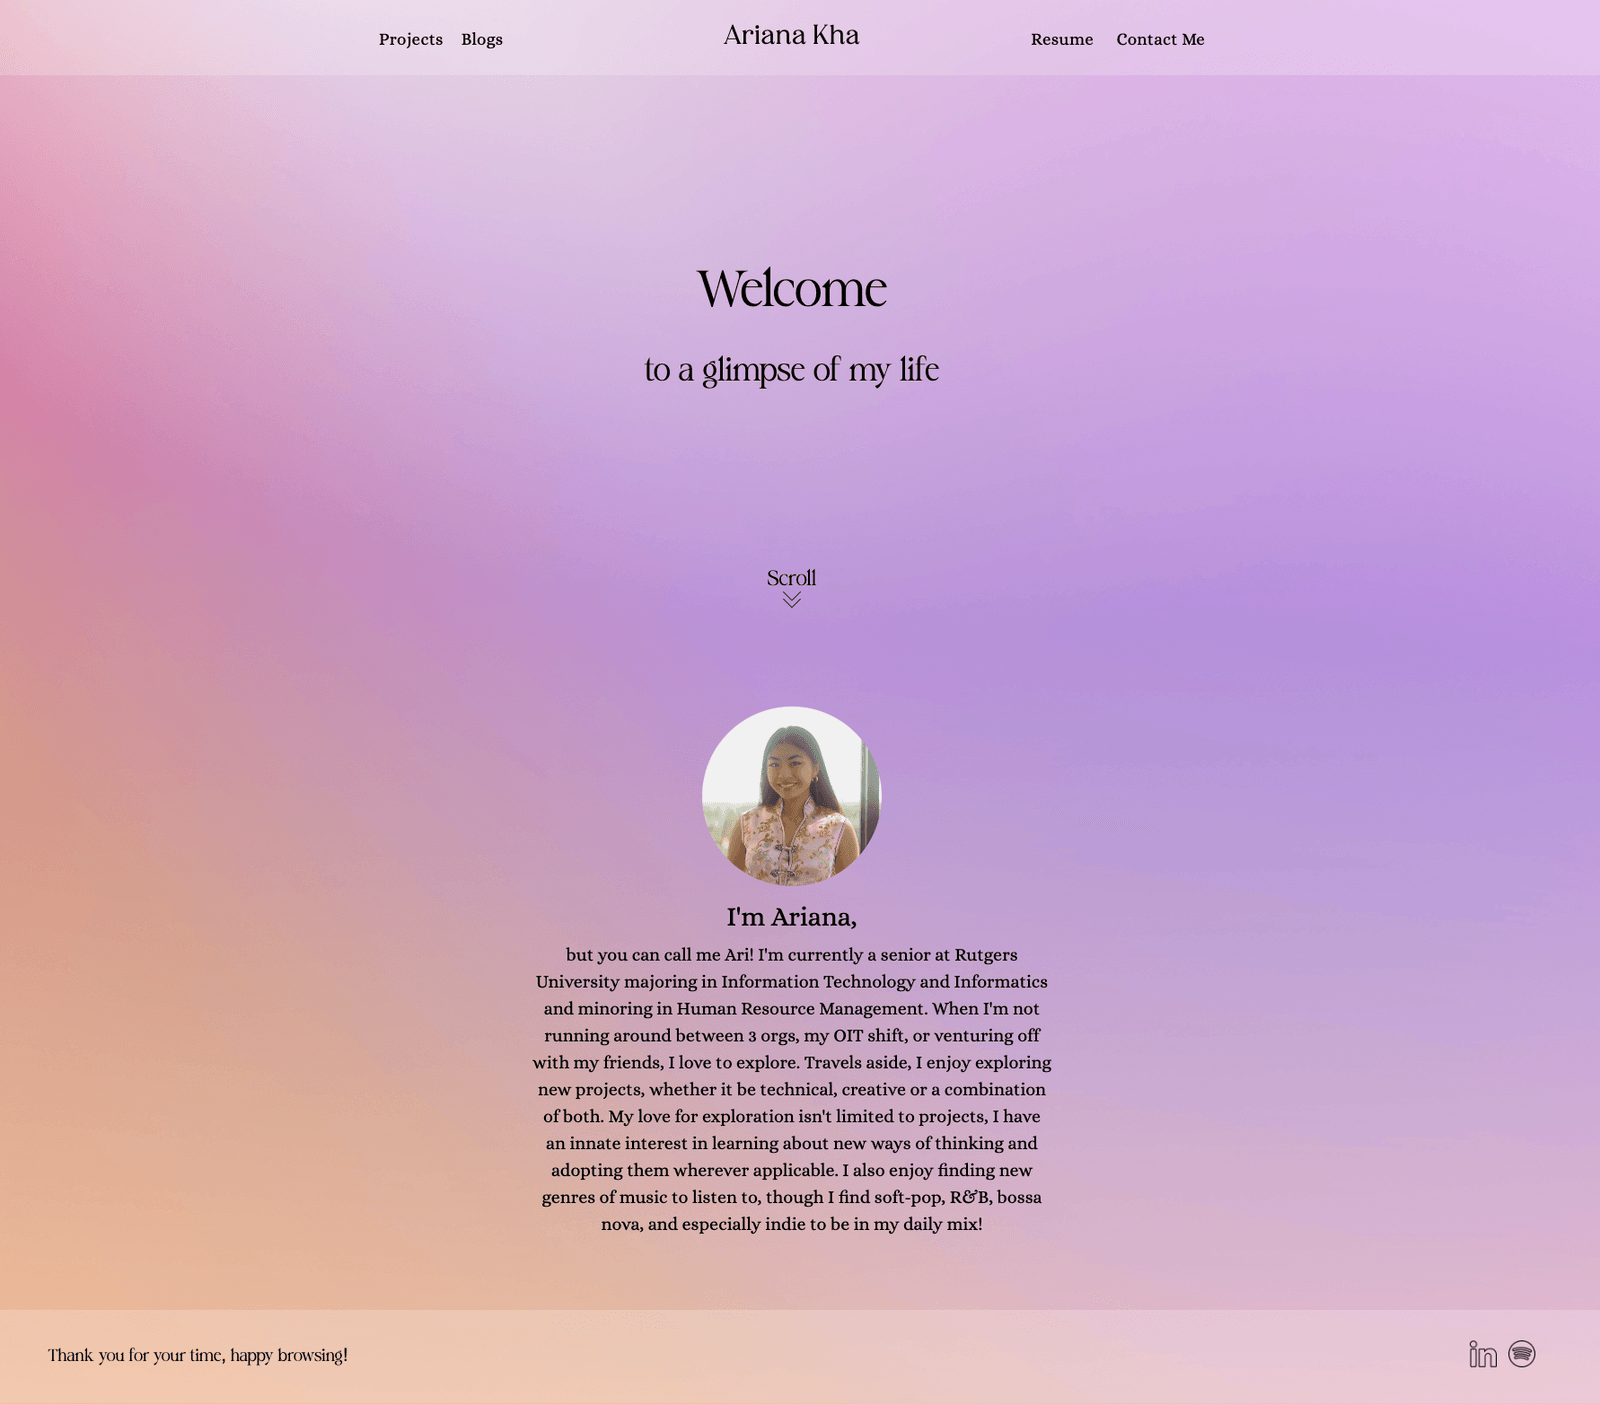 Projects Blogs Ariana Kha Resume Contact Me
Welcome
to a glimpse of my life
Scroll
I'm Ariana,
but you can call me Ari! I'm currently a senior at Rutgers
University majoring in Information Technology and Informatics
and minoring in Human Resource Management. When I'm not
running around between 3 orgs, my OIT shift, or venturing off
with my friends, I love to explore. Travels aside, I enjoy exploring
new projects, whether it be technical, creative or a combination
of both. My love for exploration isn't limited to projects, I have
an innate interest in learning about new ways of thinking and
adopting them wherever applicable. I also enjoy finding new
genres of music to listen to, though I find soft-pop, R&B, bossa
nova, and especially indie to be in my daily mix!
Thank you for your time, happy browsing! in